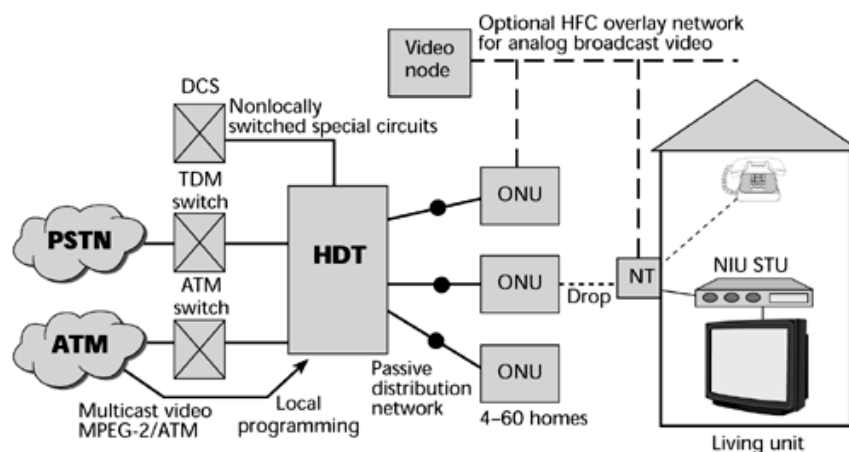 Optional HFC overlay network
for analog broadcast video
Video
node
DCS
Nonlocally
switched special circuits
TDM
switch
PSTN
HDT
ONU
ATM
switch
ATM
ONU
Drop
NT
NIU STU
Multicast video
MPEG-2/ATM
Local
programming
Passive
distribution
network
ONU
4–60 homes
Living unit